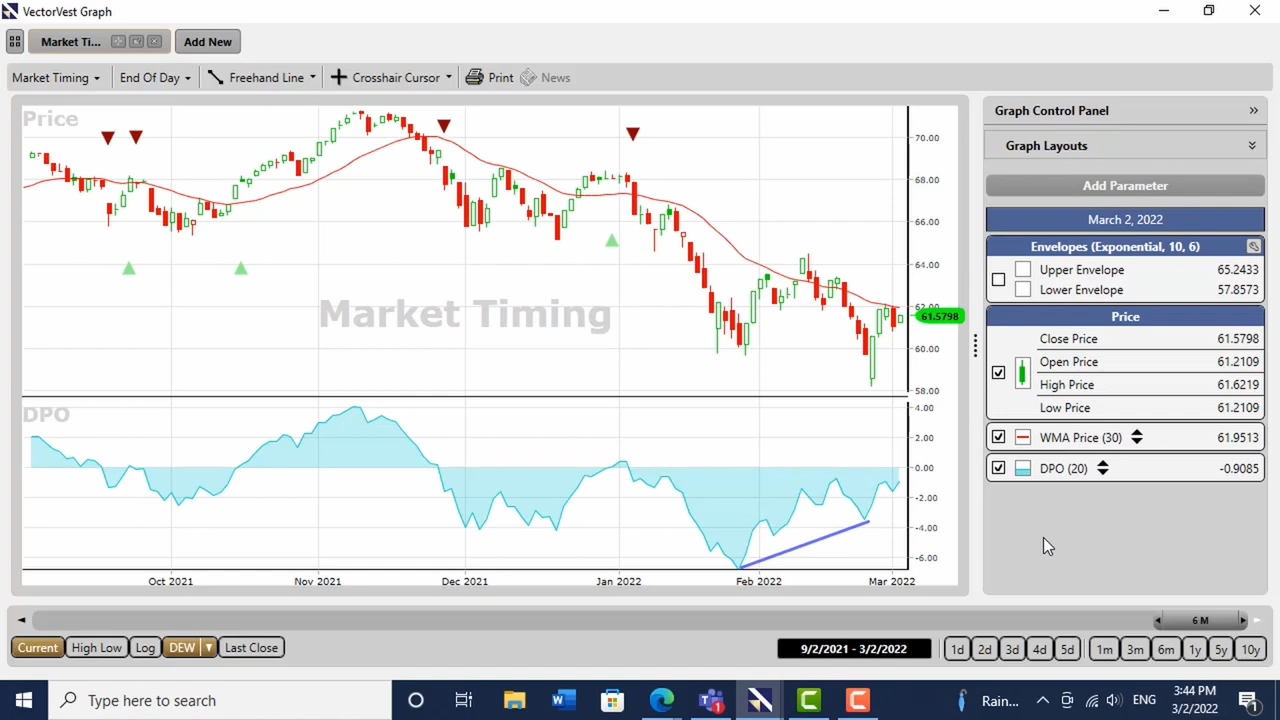 VectorVest Graph
Market Ti... Add New
Market Timing End Of Day Freehand Line Crosshair Cursor Print News
Price
70.00
68.00
66.00
64.00
62.00
61.5798
60.00
58.00
Market Timing
DPO
4.00
2.00
0.00
-2.00
-4.00
-6.00
Oct 2021 Nov 2021 Dec 2021 Jan 2022 Feb 2022 Mar 2022
Graph Control Panel
Graph Layouts
Add Parameter
March 2, 2022
Envelopes (Exponential, 10, 6)
Upper Envelope 65.2433
Lower Envelope 57.8573
Price
Close Price 61.5798
Open Price 61.2109
High Price 61.6219
Low Price 61.2109
WMA Price (30) 61.9513
DPO (20) -0.9085
6 M
Current High Low Log DEW Last Close 9/2/2021 - 3/2/2022 1d 2d 3d 4d 5d 1m 3m 6m 1y 5y 10y
Type here to search
1
Rain... ENG
3:44 PM
3/2/2022
1